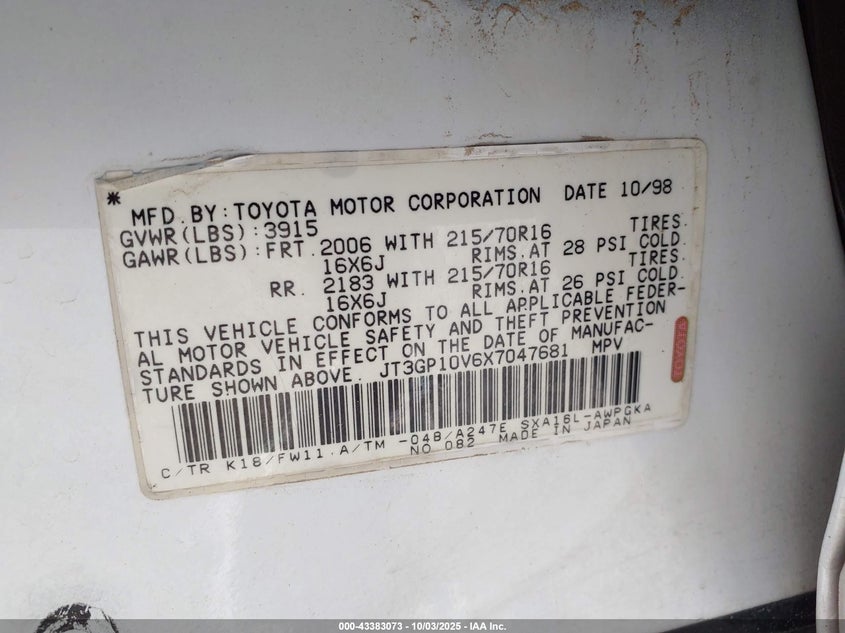 * MFD. BY: TOYOTA MOTOR CORPORATION DATE 10/98
GVWR(LBS):3915
GAWR(LBS):FRT. 2006 WITH 215/70R16 TIRES.
16X6J RIMS. AT 28 PSI COLD.
RR. 2183 WITH 215/70R16 TIRES.
16X6J RIMS. AT 26 PSI COLD.
THIS VEHICLE CONFORMS TO ALL APPLICABLE FEDER-
AL MOTOR VEHICLE SAFETY AND THEFT PREVENTION
STANDARDS IN EFFECT ON THE DATE OF MANUFAC-
TURE SHOWN ABOVE. JT3GP10V6X7047681 MPV
TOYOTA
C/TR K18/FW11. A/TM -04B/A247E SXA16L-AWPGKA
NO 082 MADE IN JAPAN
000-43383073 - 10/03/2025 - IAA Inc.